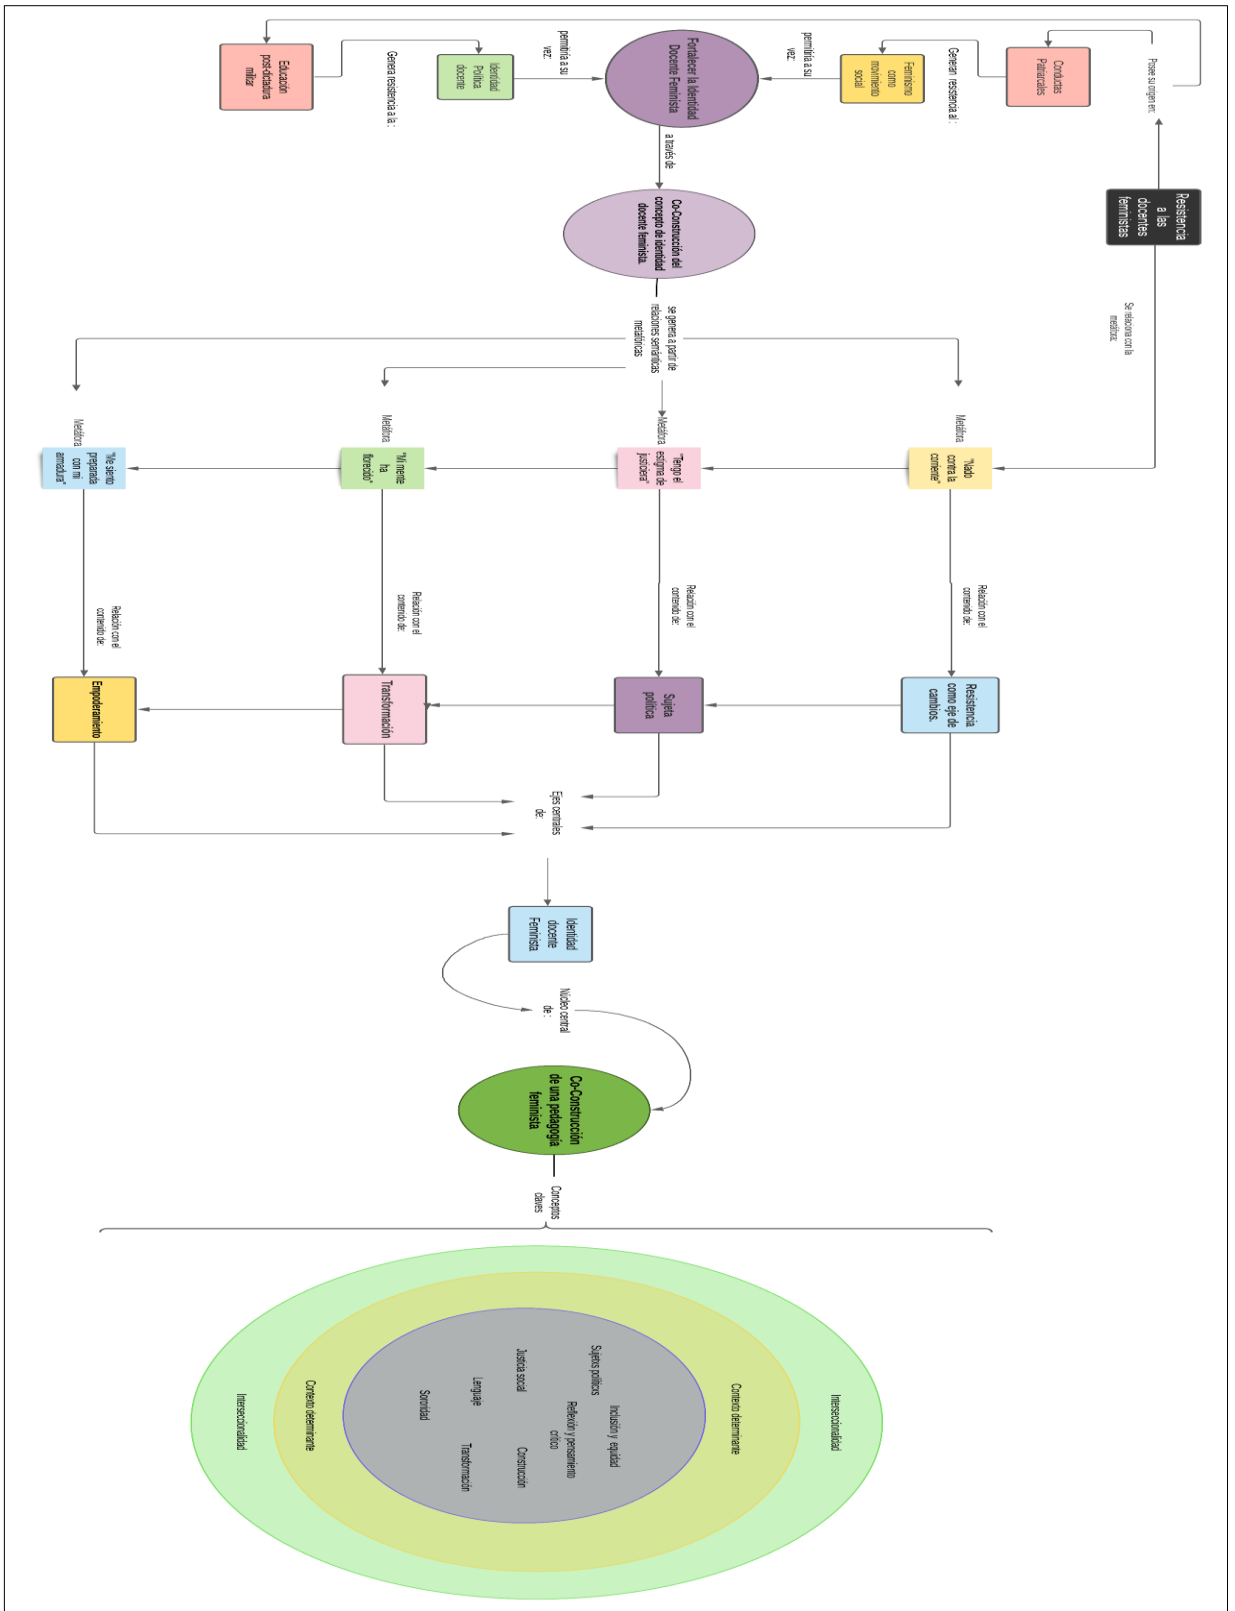 Resistencia
a las
docentes
feministas
Posee su origen en:
Conductas
Patriarcales
Generan resistencia al :
Feminismo
como
movimiento
social
permitiría a su
vez:
Fortalecer la Identidad
Docente Feminista
permitiría a su
vez:
Identidad
Política
docente
Genera resistencia a la :
Educación
post-dictadura
militar
a través de
Co-Construcción del
concepto de identidad
docente feminista.
se genera a partir de
relaciones semánticas
metafóricas
Se relaciona con la
metáfora:
Metáfora
"Nado
contra la
corriente"
Metáfora
"Tengo el
estigma de
justiciera"
Metáfora
"Mi mente
ha
florecido"
Metáfora
"Me siento
preparada
con mi
armadura"
Relación con el
contenido de:
Relación con el
contenido de:
Relación con el
contenido de:
Relación con el
contenido de:
Resistencia
como eje de
cambios.
Sujeta
política
Transformación
Empoderamiento
Ejes centrales
de:
Identidad
docente
Feminista
Núcleo central
de :
Co-Construcción
de una pedagogía
feminista
Conceptos
claves
Interseccionalidad
Contexto determinante
Sujetxs políticxs
Inclusión y equidad
Reflexión y pensamiento
crítico
Justicia social
Construcción
Lenguaje
Transformación
Sororidad
Contexto determinante
Interseccionalidad